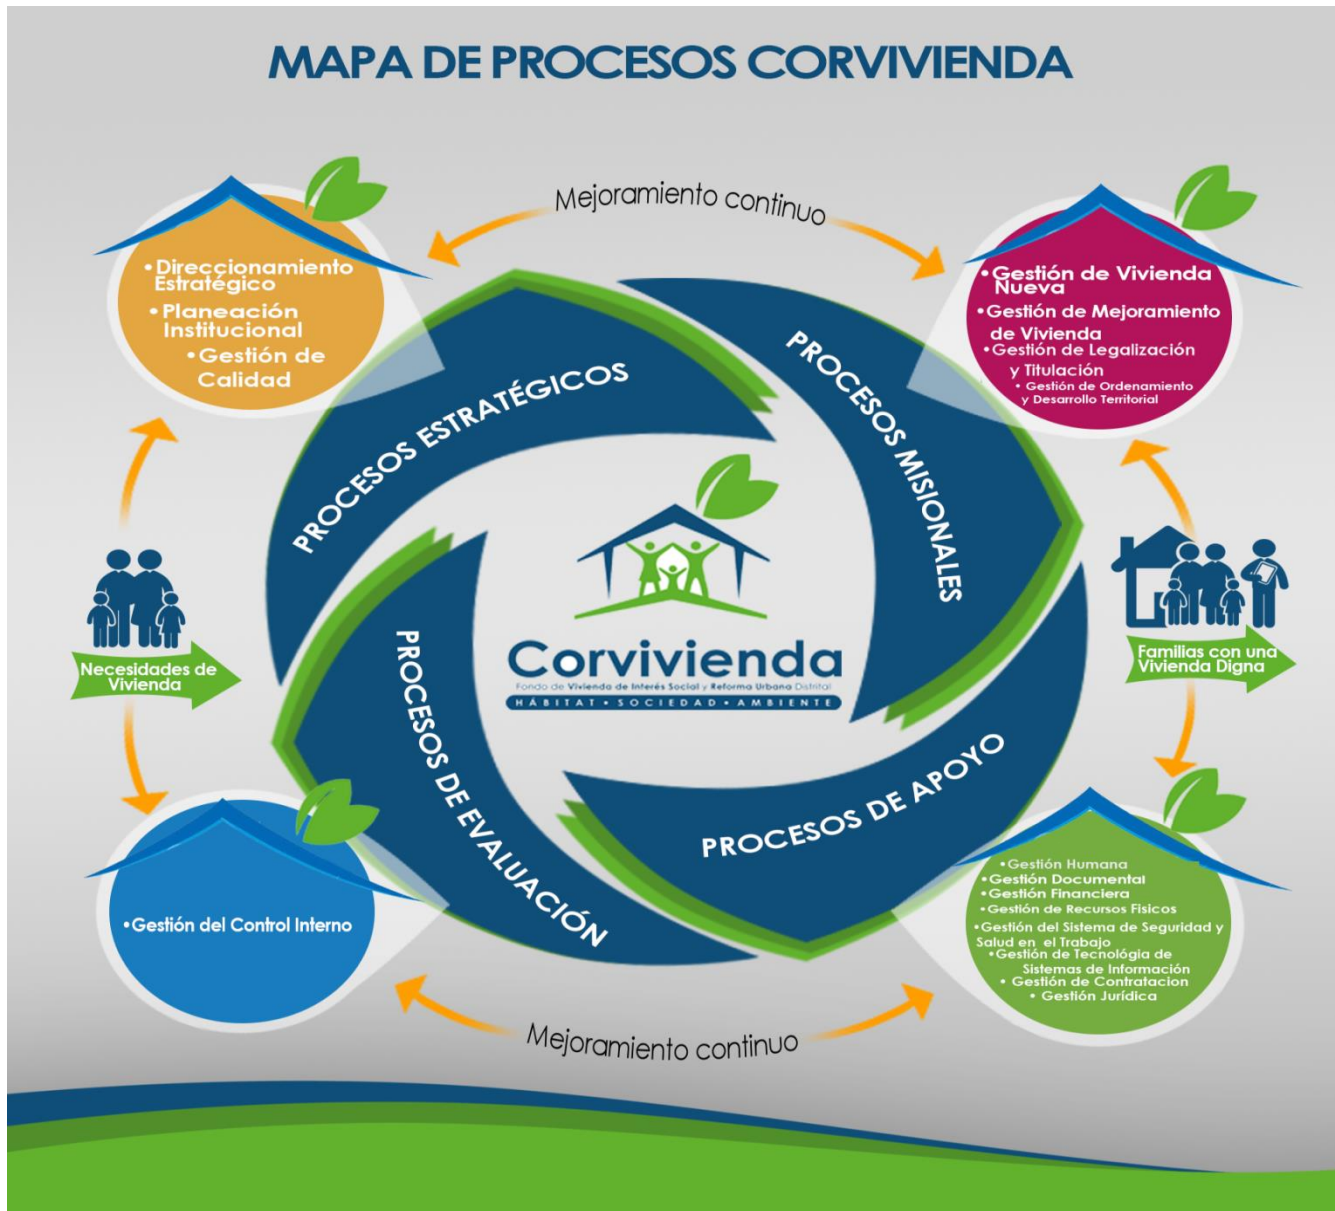 MAPA DE PROCESOS CORVIVIENDA
Mejoramiento continuo
•Direccionamiento
Estratégico
•Planeación
Institucional
•Gestión de
Calidad
•Gestión de Vivienda
Nueva
•Gestión de Mejoramiento
de Vivienda
•Gestión de Legalización
y Titulación
•Gestión de Ordenamiento
y Desarrollo Territorial
PROCESOS ESTRATÉGICOS
PROCESOS MISIONALES
Necesidades de
Vivienda
Corvivienda
Fondo de Vivienda de Interés Social y Reforma Urbana Distrital
HÁBITAT • SOCIEDAD • AMBIENTE
Familias con una
Vivienda Digna
PROCESOS DE EVALUACIÓN
PROCESOS DE APOYO
•Gestión del Control Interno
•Gestión Humana
•Gestión Documental
•Gestión Financiera
•Gestión de Recursos Fisicos
•Gestión del Sistema de Seguridad y
Salud en el Trabajo
•Gestión de Tecnológia de
Sistemas de Información
•Gestión de Contratacion
•Gestión Jurídica
Mejoramiento continuo